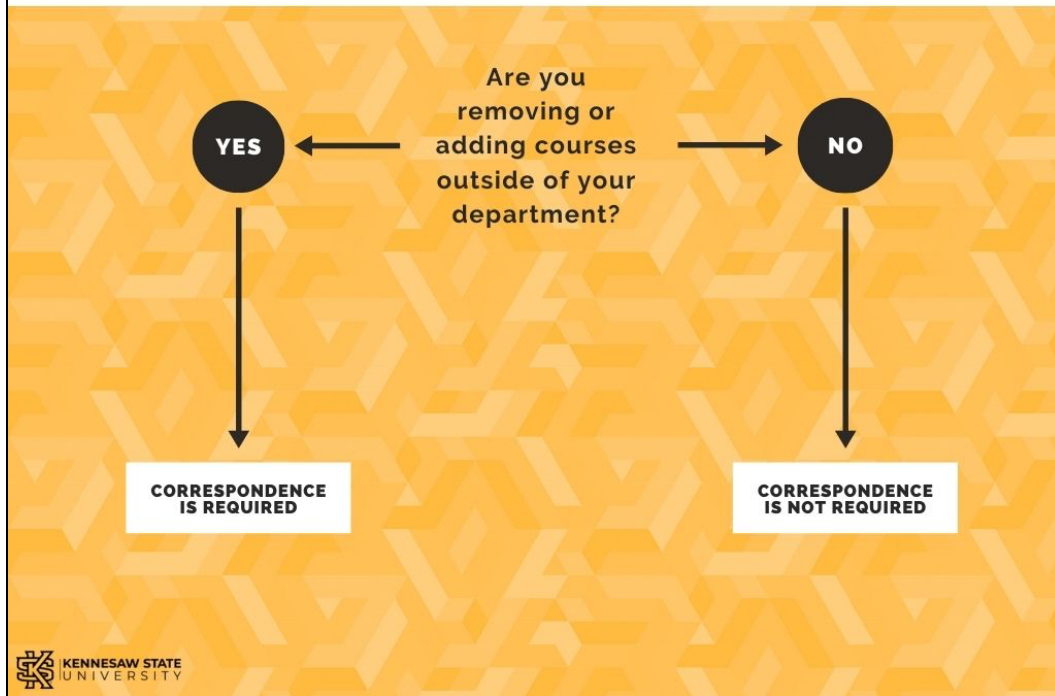 Are you
removing or
adding courses
outside of your
department?
YES
NO
CORRESPONDENCE
IS REQUIRED
CORRESPONDENCE
IS NOT REQUIRED
KENNESAW STATE
UNIVERSITY